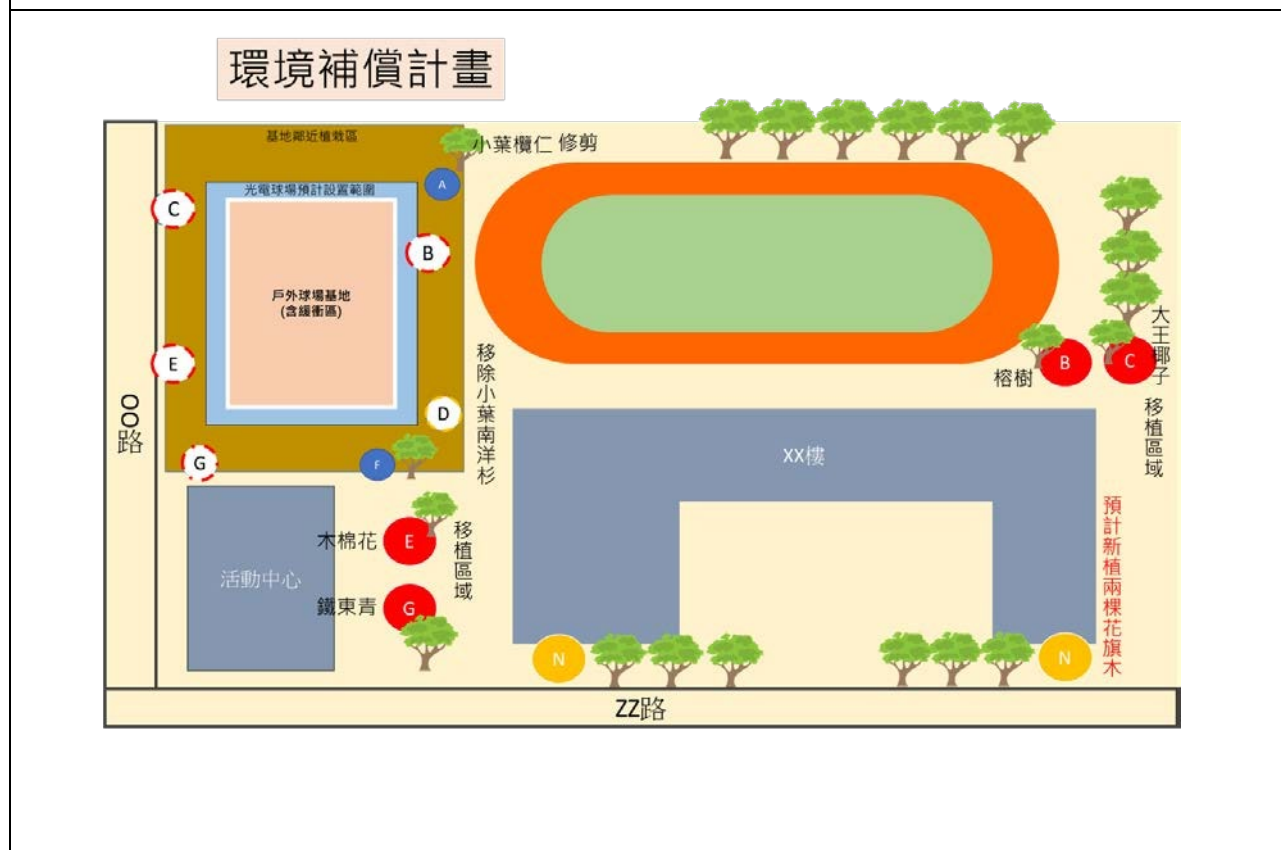 環境補償計畫
基地鄰近植栽區
小葉欖仁 修剪
A
光電球場預計設置範圍
C
B
戶外球場基地
(含緩衝區)
E
D
G
F
OO路
移除小葉南洋杉
榕樹
B
C
大王椰子
移植區域
XX樓
木棉花
E
移植區域
活動中心
鐵東青
G
預計新植兩棵花旗木
N
N
ZZ路